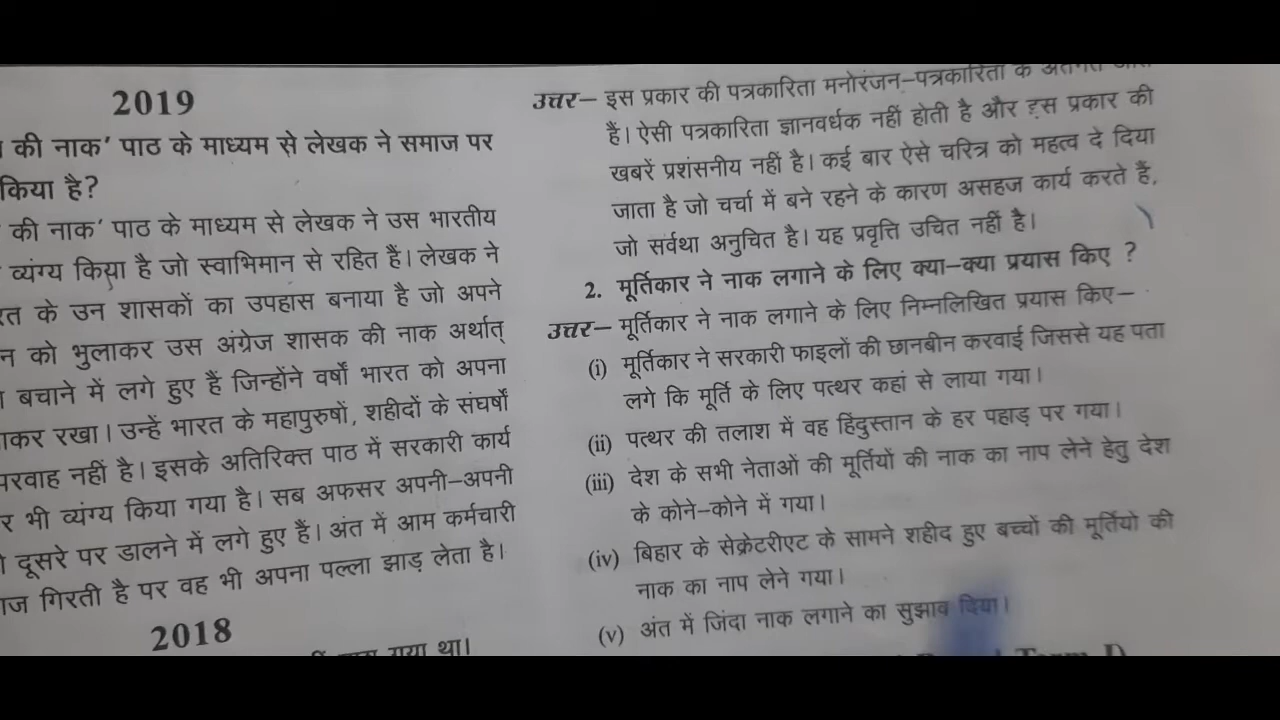 2019
की नाक' पाठ के माध्यम से लेखक ने समाज पर
किया है?
की नाक' पाठ के माध्यम से लेखक ने उस भारतीय
व्यंग्य किया है जो स्वाभिमान से रहित हैं। लेखक ने
के उन शासकों का उपहास बनाया है जो अपने
को भुलाकर उस अंग्रेज शासक की नाक अर्थात्
बचाने में लगे हुए हैं जिन्होंने वर्षों भारत को अपना
रखा। उन्हें भारत के महापुरुषों, शहीदों के संघर्षों
परवाह नहीं है। इसके अतिरिक्त पाठ में सरकारी कार्य
भी व्यंग्य किया गया है। सब अफसर अपनी–अपनी
दूसरे पर डालने में लगे हुए हैं। अंत में आम कर्मचारी
गिरती है पर वह भी अपना पल्ला झाड़ लेता है।
2018
गया था।
उत्तर– इस प्रकार की पत्रकारिता मनोरंजन–पत्रकारिता के
हैं। ऐसी पत्रकारिता ज्ञानवर्धक नहीं होती है और इस प्रकार की
खबरें प्रशंसनीय नहीं है। कई बार ऐसे चरित्र को महत्व दे दिया
जाता है जो चर्चा में बने रहने के कारण असहज कार्य करते हैं,
जो सर्वथा अनुचित है। यह प्रवृत्ति उचित नहीं है।
2. मूर्तिकार ने नाक लगाने के लिए क्या–क्या प्रयास किए ?
उत्तर– मूर्तिकार ने नाक लगाने के लिए निम्नलिखित प्रयास किए–
(i) मूर्तिकार ने सरकारी फाइलों की छानबीन करवाई जिससे यह पता
लगे कि मूर्ति के लिए पत्थर कहां से लाया गया।
(ii) पत्थर की तलाश में वह हिंदुस्तान के हर पहाड़ पर गया।
(iii) देश के सभी नेताओं की मूर्तियों की नाक का नाप लेने हेतु देश
के कोने–कोने में गया।
(iv) बिहार के सेक्रेटरीएट के सामने शहीद हुए बच्चों की मूर्तियो की
नाक का नाप लेने गया।
(v) अंत में जिंदा नाक लगाने का सुझाव दिया।